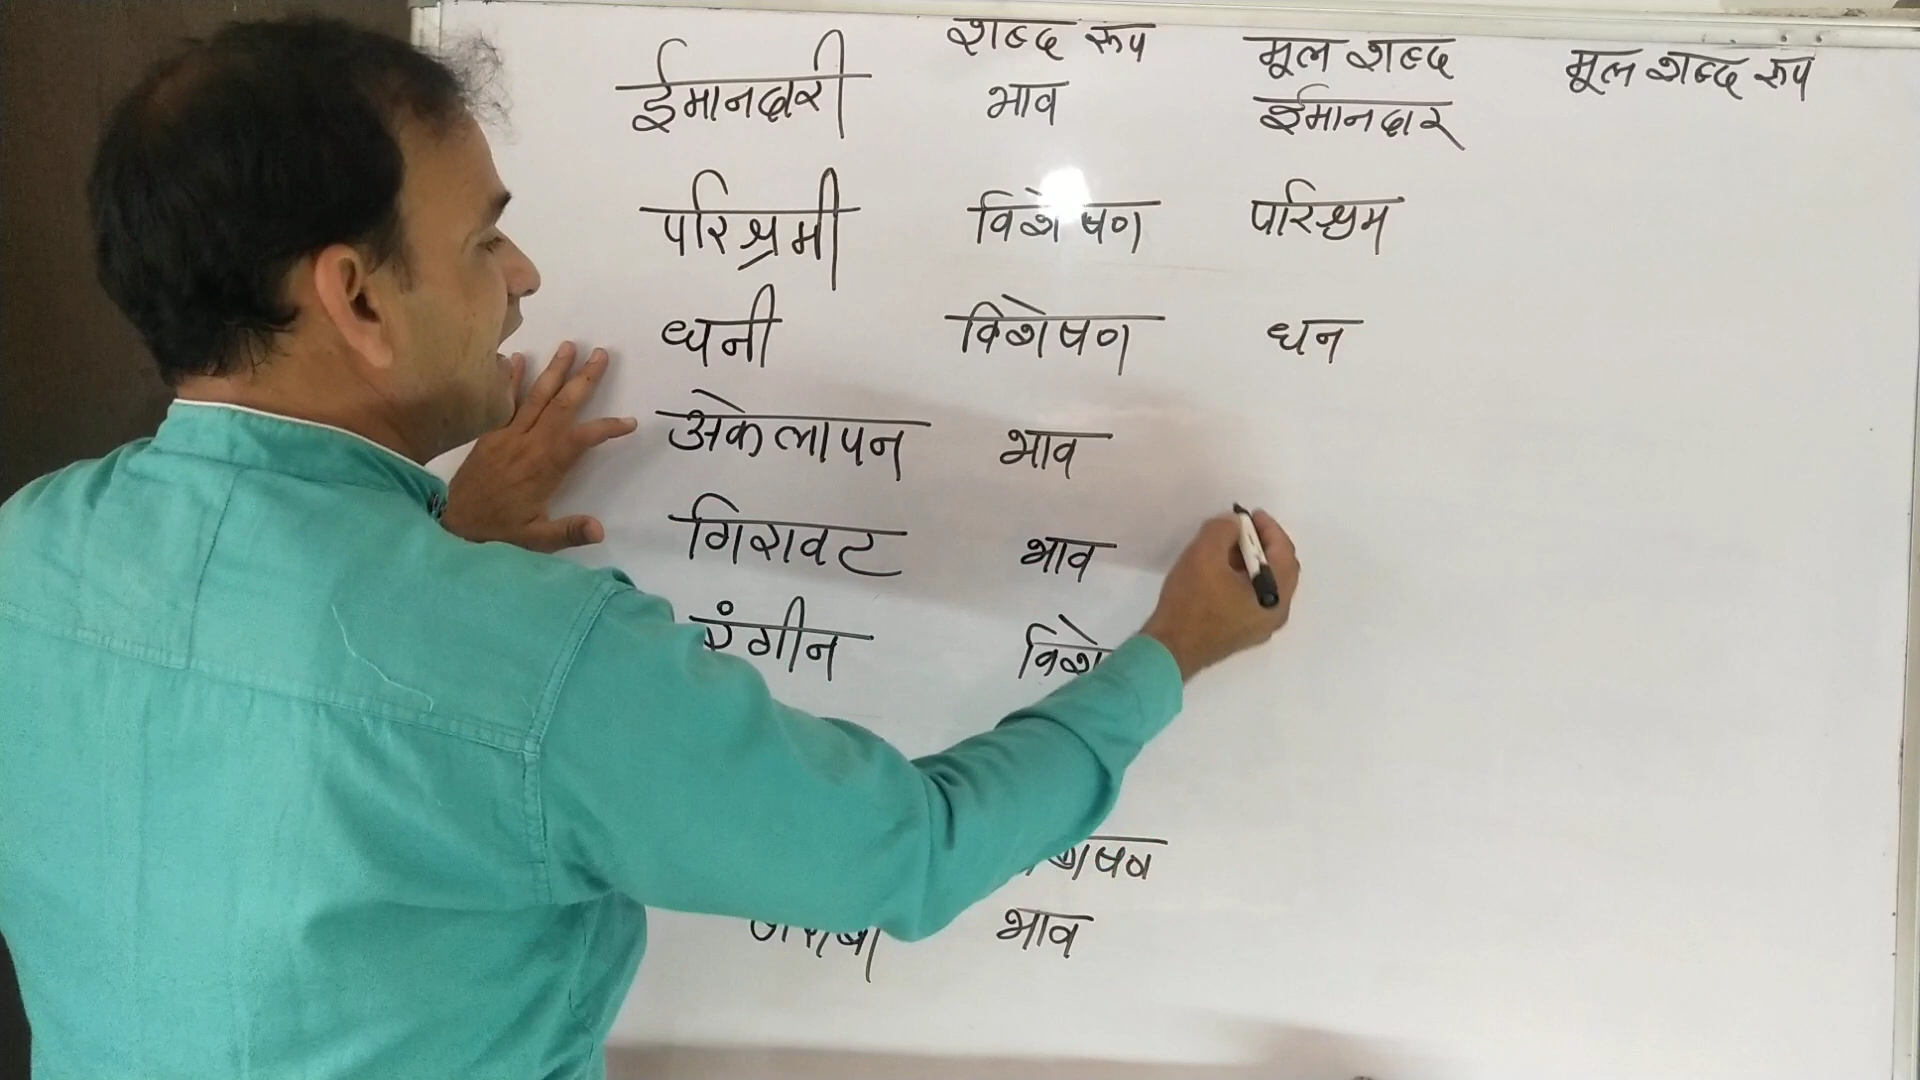 शब्द रूप मूल शब्द मूल शब्द रूप
ईमानदारी भाव ईमानदार
परिश्रमी विशेषण परिश्रम
धनी विशेषण धन
अकेलापन भाव
गिरावट भाव
रंगीन
भाव